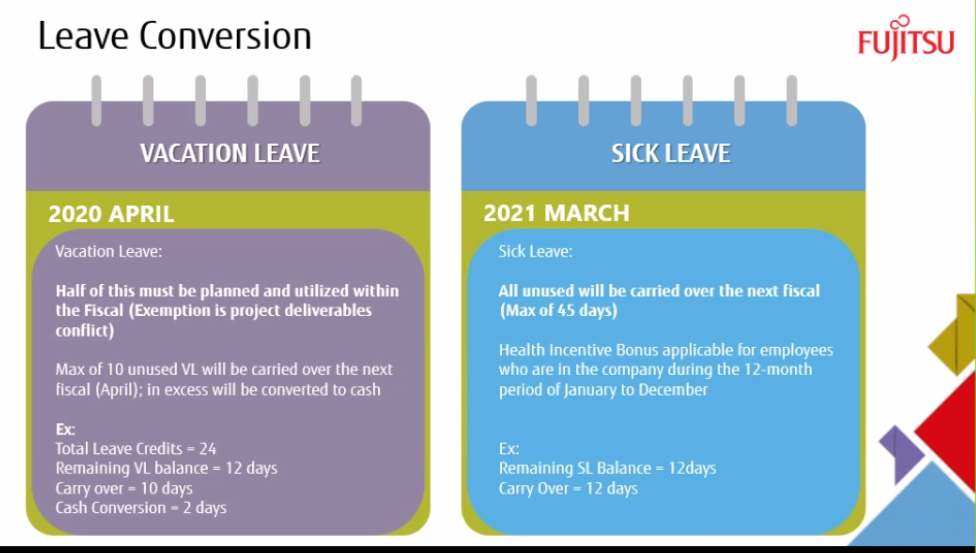 Leave Conversion
FUJITSU
VACATION LEAVE
2020 APRIL
Vacation Leave:
Half of this must be planned and utilized within
the Fiscal (Exemption is project deliverables
conflict)
Max of 10 unused VL will be carried over the next
fiscal (April); in excess will be converted to cash
Ex:
Total Leave Credits = 24
Remaining VL balance = 12 days
Carry over = 10 days
Cash Conversion = 2 days
SICK LEAVE
2021 MARCH
Sick Leave:
All unused will be carried over the next fiscal
(Max of 45 days)
Health Incentive Bonus applicable for employees
who are in the company during the 12-month
period of January to December
Ex:
Remaining SL Balance = 12days
Carry Over = 12 days